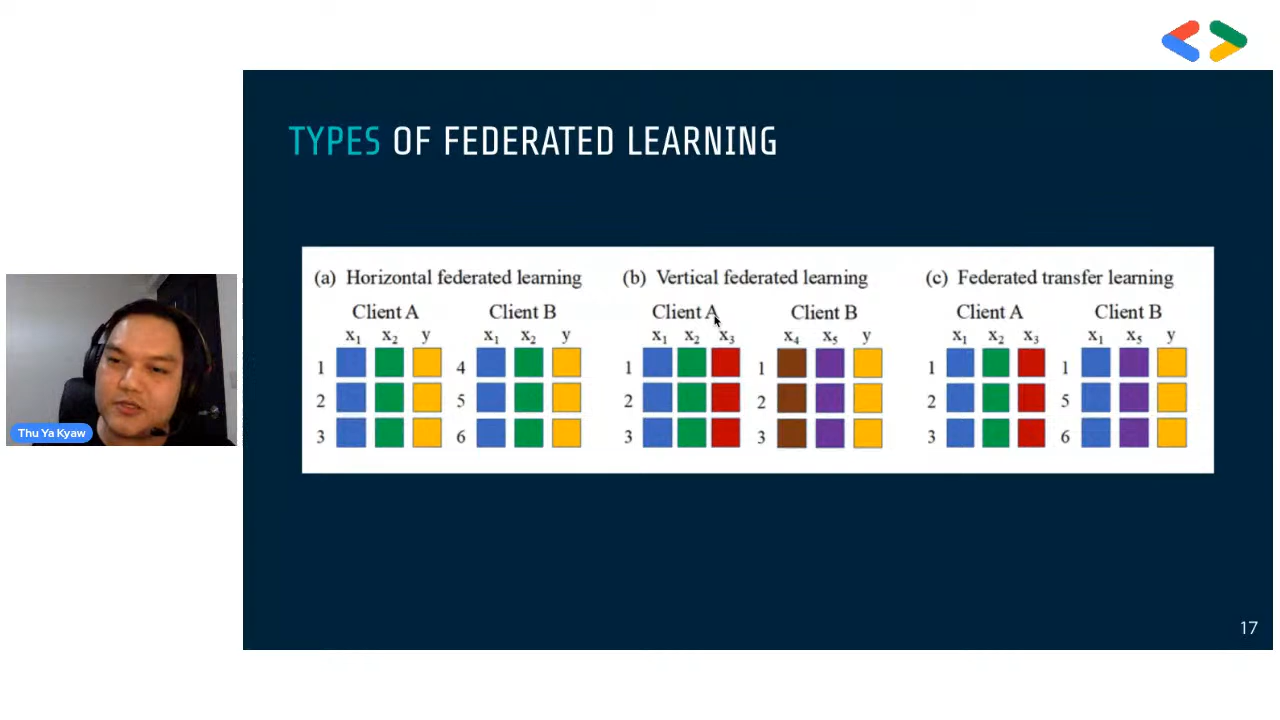 TYPES OF FEDERATED LEARNING
(a) Horizontal federated learning
Client A Client B
x₁ x₂ y x₁ x₂ y
1 4
2 5
3 6
(b) Vertical federated learning
Client A Client B
x₁ x₂ x₃ x₄ x₅ y
1 1
2 2
3 3
(c) Federated transfer learning
Client A Client B
x₁ x₂ x₃ x₁ x₅ y
1 1
2 5
3 6
Thu Ya Kyaw
17